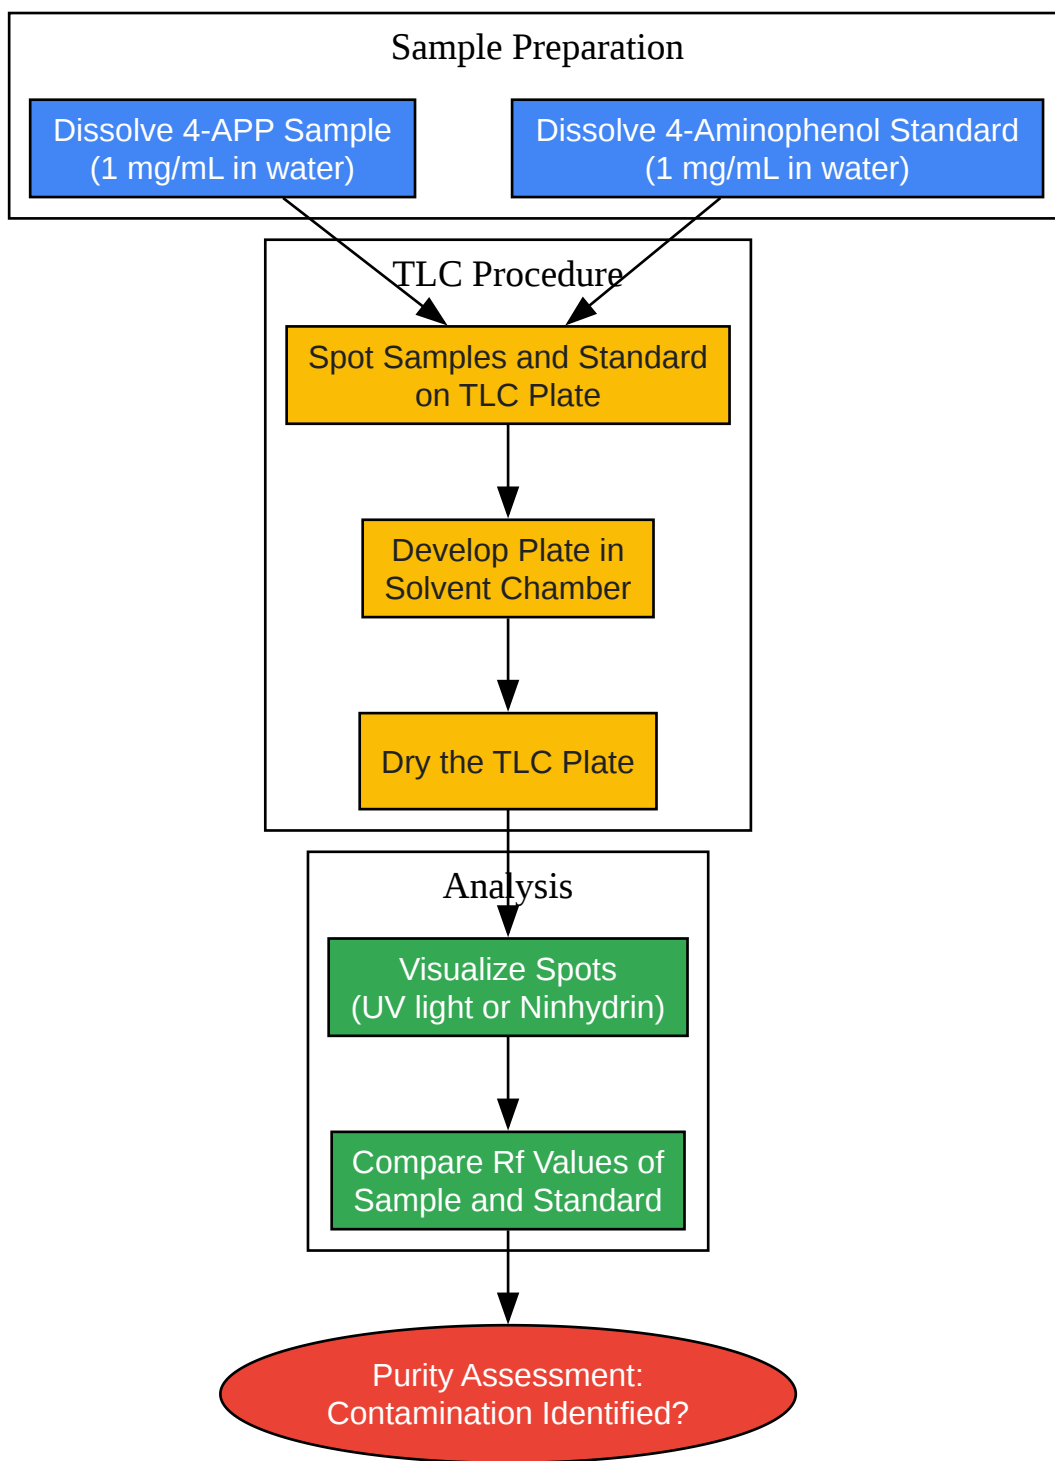 Sample Preparation
Dissolve 4-APP Sample
(1 mg/mL in water)
Dissolve 4-Aminophenol Standard
(1 mg/mL in water)
TLC Procedure
Spot Samples and Standard
on TLC Plate
Develop Plate in
Solvent Chamber
Dry the TLC Plate
Analysis
Visualize Spots
(UV light or Ninhydrin)
Compare Rf Values of
Sample and Standard
Purity Assessment:
Contamination Identified?